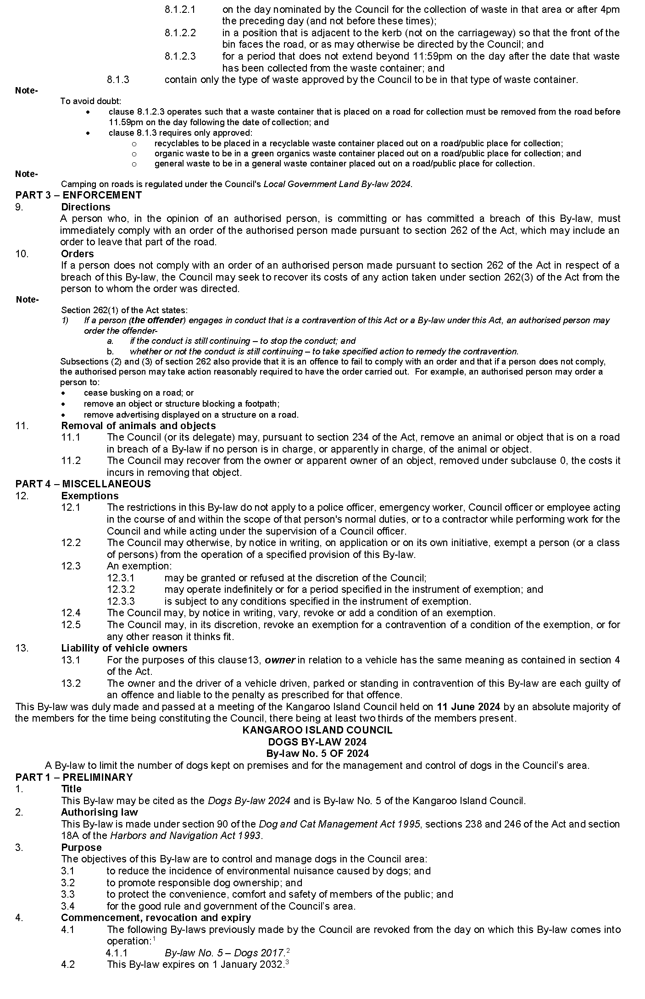 8.1.2.1 on the day nominated by the Council for the collection of waste in that area or after 4pm
the preceding day (and not before these times);
8.1.2.2 in a position that is adjacent to the kerb (not on the carriageway) so that the front of the
bin faces the road, or as may otherwise be directed by the Council; and
8.1.2.3 for a period that does not extend beyond 11:59pm on the day after the date that waste
has been collected from the waste container; and
8.1.3 contain only the type of waste approved by the Council to be in that type of waste container.
Note-
To avoid doubt:
• clause 8.1.2.3 operates such that a waste container that is placed on a road for collection must be removed from the road before
11.59pm on the day following the date of collection; and
• clause 8.1.3 requires only approved:
o recyclables to be placed in a recyclable waste container placed out on a road/public place for collection;
o organic waste to be in a green organics waste container placed out on a road/public place for collection; and
o general waste to be in a general waste container placed out on a road/public place for collection.
Note-
Camping on roads is regulated under the Council's Local Government Land By-law 2024.
PART 3 – ENFORCEMENT
9. Directions
A person who, in the opinion of an authorised person, is committing or has committed a breach of this By-law, must
immediately comply with an order of the authorised person made pursuant to section 262 of the Act, which may include an
order to leave that part of the road.
10. Orders
If a person does not comply with an order of an authorised person made pursuant to section 262 of the Act in respect of a
breach of this By-law, the Council may seek to recover its costs of any action taken under section 262(3) of the Act from the
person to whom the order was directed.
Note-
Section 262(1) of the Act states:
1) If a person (the offender) engages in conduct that is a contravention of this Act or a By-law under this Act, an authorised person may
order the offender-
a. if the conduct is still continuing – to stop the conduct; and
b. whether or not the conduct is still continuing – to take specified action to remedy the contravention.
Subsections (2) and (3) of section 262 also provide that it is an offence to fail to comply with an order and that if a person does not comply,
the authorised person may take action reasonably required to have the order carried out. For example, an authorised person may order a
person to:
• cease busking on a road; or
• remove an object or structure blocking a footpath;
• remove advertising displayed on a structure on a road.
11. Removal of animals and objects
11.1 The Council (or its delegate) may, pursuant to section 234 of the Act, remove an animal or object that is on a road
in breach of a By-law if no person is in charge, or apparently in charge, of the animal or object.
11.2 The Council may recover from the owner or apparent owner of an object, removed under subclause 0, the costs it
incurs in removing that object.
PART 4 – MISCELLANEOUS
12. Exemptions
12.1 The restrictions in this By-law do not apply to a police officer, emergency worker, Council officer or employee acting
in the course of and within the scope of that person's normal duties, or to a contractor while performing work for the
Council and while acting under the supervision of a Council officer.
12.2 The Council may otherwise, by notice in writing, on application or on its own initiative, exempt a person (or a class
of persons) from the operation of a specified provision of this By-law.
12.3 An exemption:
12.3.1 may be granted or refused at the discretion of the Council;
12.3.2 may operate indefinitely or for a period specified in the instrument of exemption; and
12.3.3 is subject to any conditions specified in the instrument of exemption.
12.4 The Council may, by notice in writing, vary, revoke or add a condition of an exemption.
12.5 The Council may, in its discretion, revoke an exemption for a contravention of a condition of the exemption, or for
any other reason it thinks fit.
13. Liability of vehicle owners
13.1 For the purposes of this clause13, owner in relation to a vehicle has the same meaning as contained in section 4
of the Act.
13.2 The owner and the driver of a vehicle driven, parked or standing in contravention of this By-law are each guilty of
an offence and liable to the penalty as prescribed for that offence.
This By-law was duly made and passed at a meeting of the Kangaroo Island Council held on 11 June 2024 by an absolute majority of
the members for the time being constituting the Council, there being at least two thirds of the members present.
KANGAROO ISLAND COUNCIL
DOGS BY-LAW 2024
By-law No. 5 OF 2024
A By-law to limit the number of dogs kept on premises and for the management and control of dogs in the Council’s area.
PART 1 – PRELIMINARY
1. Title
This By-law may be cited as the Dogs By-law 2024 and is By-law No. 5 of the Kangaroo Island Council.
2. Authorising law
This By-law is made under section 90 of the Dog and Cat Management Act 1995, sections 238 and 246 of the Act and section
18A of the Harbors and Navigation Act 1993.
3. Purpose
The objectives of this By-law are to control and manage dogs in the Council area:
3.1 to reduce the incidence of environmental nuisance caused by dogs; and
3.2 to promote responsible dog ownership; and
3.3 to protect the convenience, comfort and safety of members of the public; and
3.4 for the good rule and government of the Council’s area.
4. Commencement, revocation and expiry
4.1 The following By-laws previously made by the Council are revoked from the day on which this By-law comes into
operation:1
4.1.1 By-law No. 5 – Dogs 2017.2
4.2 This By-law expires on 1 January 2032.3